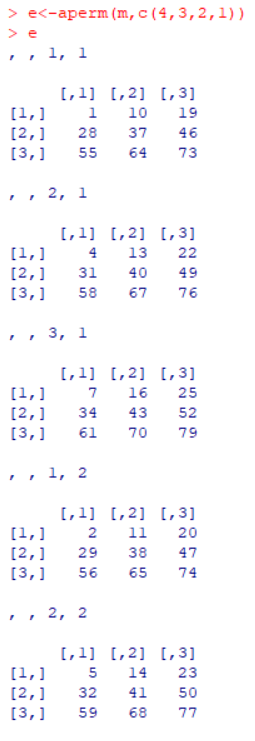 > e<-aperm(m,c(4,3,2,1))
> e
, , 1, 1

     [,1] [,2] [,3]
[1,]    1   10   19
[2,]   28   37   46
[3,]   55   64   73

, , 2, 1

     [,1] [,2] [,3]
[1,]    4   13   22
[2,]   31   40   49
[3,]   58   67   76

, , 3, 1

     [,1] [,2] [,3]
[1,]    7   16   25
[2,]   34   43   52
[3,]   61   70   79

, , 1, 2

     [,1] [,2] [,3]
[1,]    2   11   20
[2,]   29   38   47
[3,]   56   65   74

, , 2, 2

     [,1] [,2] [,3]
[1,]    5   14   23
[2,]   32   41   50
[3,]   59   68   77